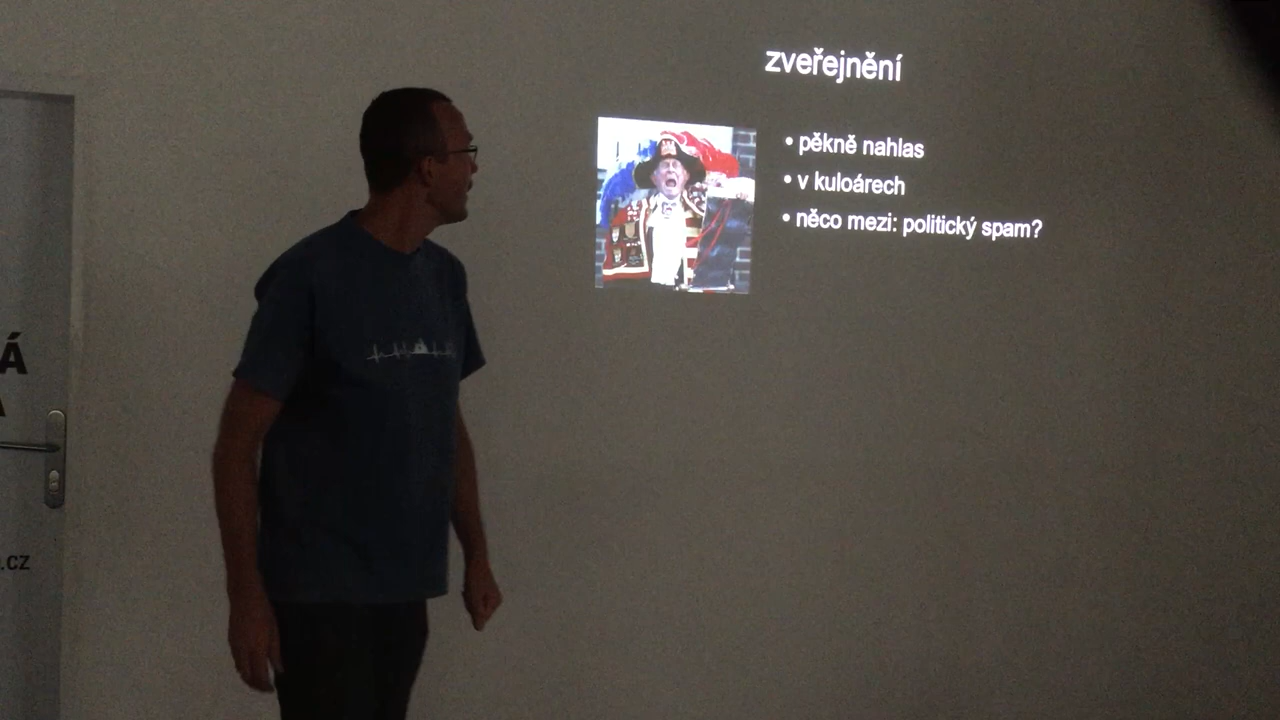 zveřejnění
• pěkně nahlas
• v kuloárech
• něco mezi: politický spam?
Á
.cz